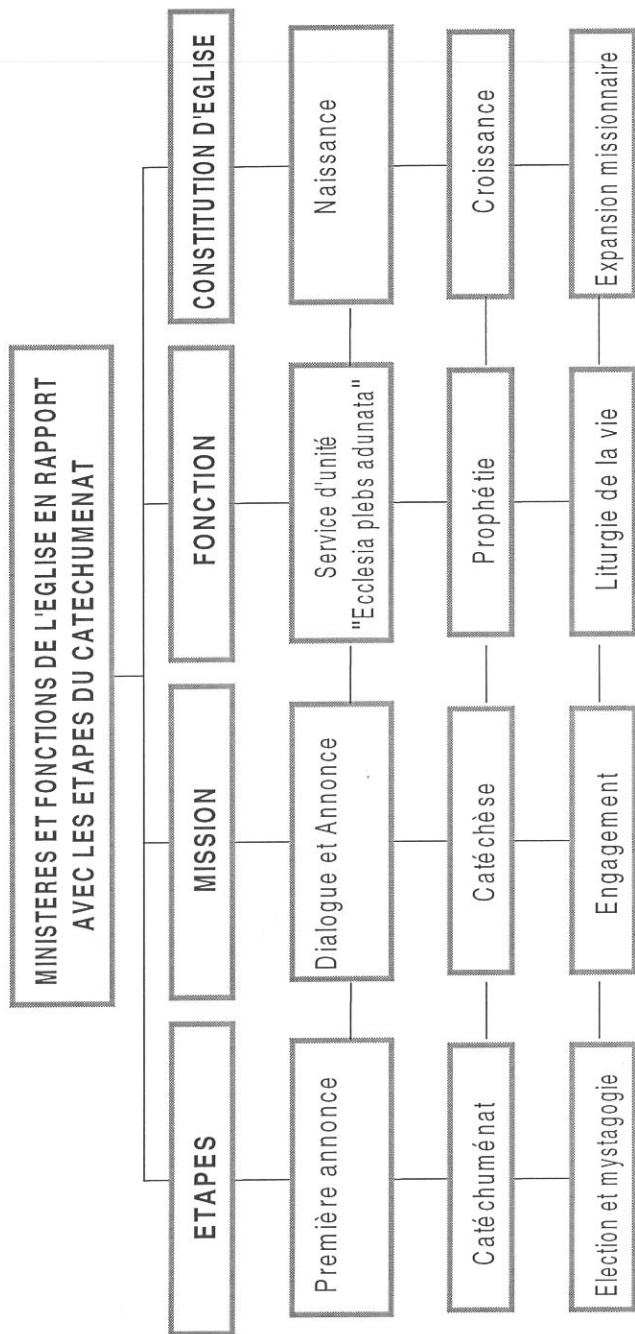 MINISTERES ET FONCTIONS DE L'EGLISE EN RAPPORT
AVEC LES ETAPES DU CATECHUMENAT
ETAPES
MISSION
FONCTION
CONSTITUTION D'EGLISE
Première annonce
Dialogue et Annonce
Service d'unité
"Ecclesia plebs adunata"
Naissance
Catéchuménat
Catéchèse
Prophétie
Croissance
Election et mystagogie
Engagement
Liturgie de la vie
Expansion missionnaire